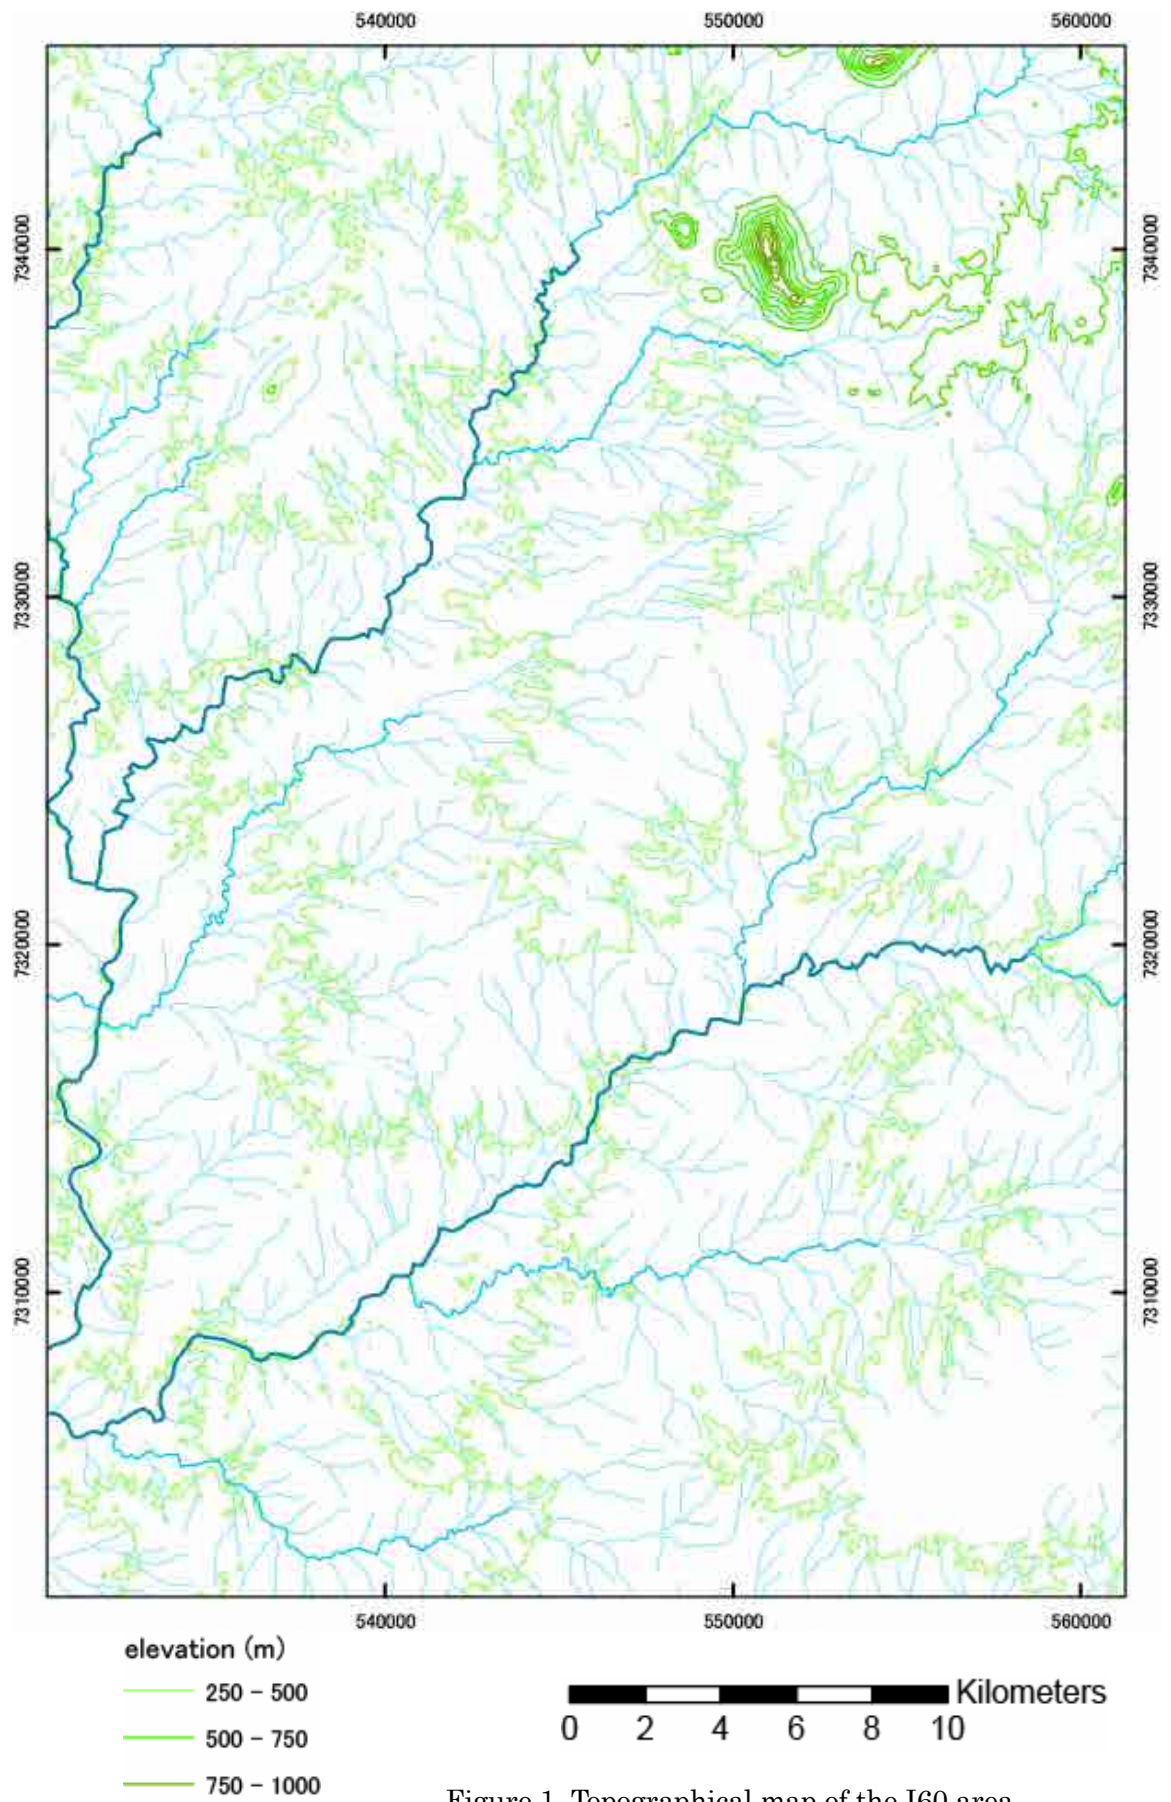 540000 550000 560000
7340000 7340000
7330000 7330000
7320000 7320000
7310000 7310000
540000 550000 560000
elevation (m)
250 - 500
500 - 750
750 - 1000
Kilometers
0 2 4 6 8 10
Figure 1. Topographical map of the I60 area